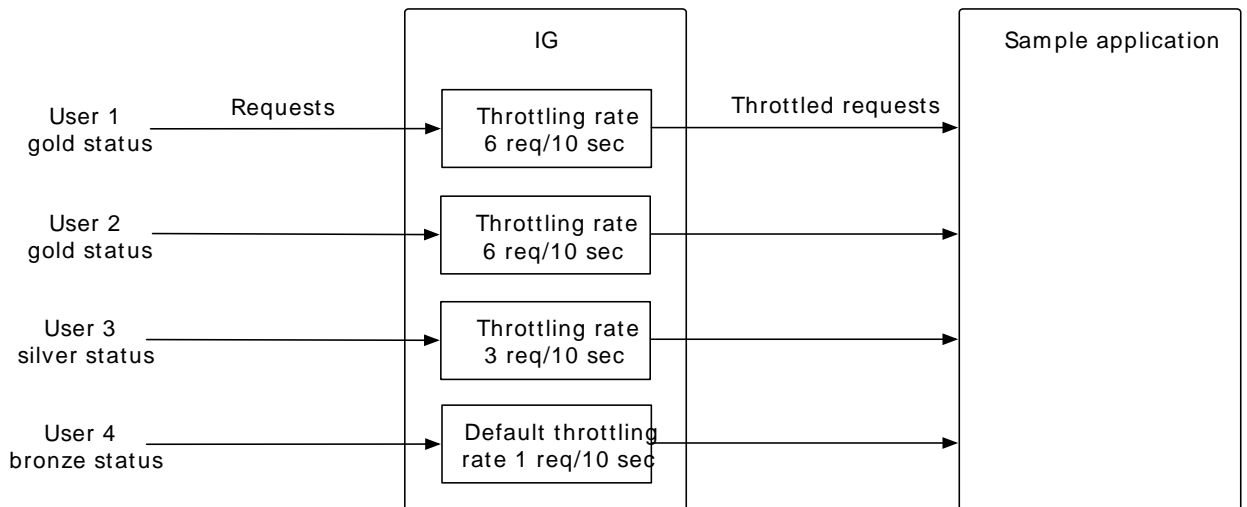 IG
Sample application
User 1
gold status
Requests
Throttling rate
6 req/10 sec
Throttled requests
User 2
gold status
Throttling rate
6 req/10 sec
User 3
silver status
Throttling rate
3 req/10 sec
User 4
bronze status
Default throttling
rate 1 req/10 sec